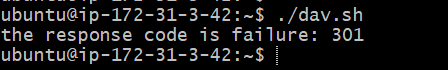 ubuntu@ip-172-31-3-42:~$ ./dav.sh
the response code is failure: 301
ubuntu@ip-172-31-3-42:~$